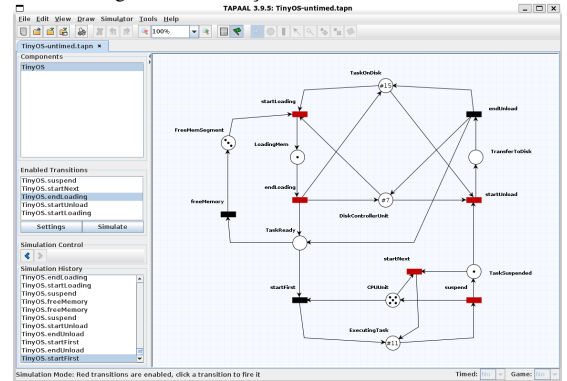 TAPAAL 3.9.5: TinyOS-untimed.tapn
File Edit View Draw Simulator Tools Help
100%
TinyOS-untimed.tapn ×
Components
TinyOS
Enabled Transitions
TinyOS.suspend
TinyOS.startNext
TinyOS.endLoading
TinyOS.startUnload
TinyOS.startLoading
Settings Simulate
Simulation Control
Simulation History
TinyOS.endLoading
TinyOS.startLoading
TinyOS.suspend
TinyOS.freeMemory
TinyOS.freeMemory
TinyOS.suspend
TinyOS.startUnload
TinyOS.endUnload
TinyOS.startFirst
TinyOS.endUnload
TinyOS.startFirst
TaskOnDisk
#15
startLoading
endUnload
FreeMemSegment
LoadingMem
TransferToDisk
endLoading
startUnload
#7
freeMemory
DiskControllerUnit
TaskReady
startNext
TaskSuspended
startFirst
CPUUnit
suspend
ExecutingTask
#11
Simulation Mode: Red transitions are enabled, click a transition to fire it
Timed: No Game: No